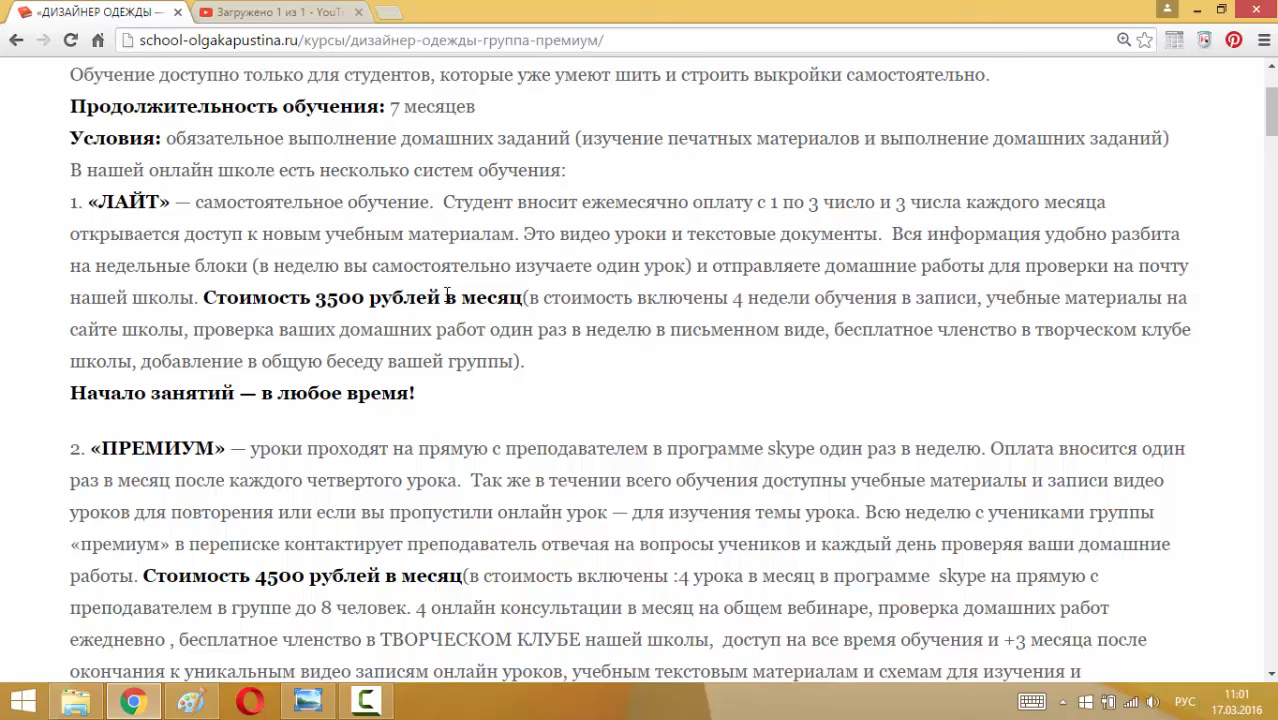 «ДИЗАЙНЕР ОДЕЖДЫ —
Загружено 1 из 1 - YouT
school-olgakapustina.ru/курсы/дизайнер-одежды-группа-премиум/
Обучение доступно только для студентов, которые уже умеют шить и строить выкройки самостоятельно.
Продолжительность обучения: 7 месяцев
Условия: обязательное выполнение домашних заданий (изучение печатных материалов и выполнение домашних заданий)
В нашей онлайн школе есть несколько систем обучения:
1. «ЛАЙТ» — самостоятельное обучение. Студент вносит ежемесячно оплату с 1 по 3 число и 3 числа каждого месяца
открывается доступ к новым учебным материалам. Это видео уроки и текстовые документы. Вся информация удобно разбита
на недельные блоки (в неделю вы самостоятельно изучаете один урок) и отправляете домашние работы для проверки на почту
нашей школы. Стоимость 3500 рублей в месяц(в стоимость включены 4 недели обучения в записи, учебные материалы на
сайте школы, проверка ваших домашних работ один раз в неделю в письменном виде, бесплатное членство в творческом клубе
школы, добавление в общую беседу вашей группы).
Начало занятий — в любое время!
2. «ПРЕМИУМ» — уроки проходят на прямую с преподавателем в программе skype один раз в неделю. Оплата вносится один
раз в месяц после каждого четвертого урока. Так же в течении всего обучения доступны учебные материалы и записи видео
уроков для повторения или если вы пропустили онлайн урок — для изучения темы урока. Всю неделю с учениками группы
«премиум» в переписке контактирует преподаватель отвечая на вопросы учеников и каждый день проверяя ваши домашние
работы. Стоимость 4500 рублей в месяц(в стоимость включены :4 урока в месяц в программе skype на прямую с
преподавателем в группе до 8 человек. 4 онлайн консультации в месяц на общем вебинаре, проверка домашних работ
ежедневно , бесплатное членство в ТВОРЧЕСКОМ КЛУБЕ нашей школы, доступ на все время обучения и +3 месяца после
окончания к уникальным видео записям онлайн уроков, учебным текстовым материалам и схемам для изучения и
РУС
11:01
17.03.2016